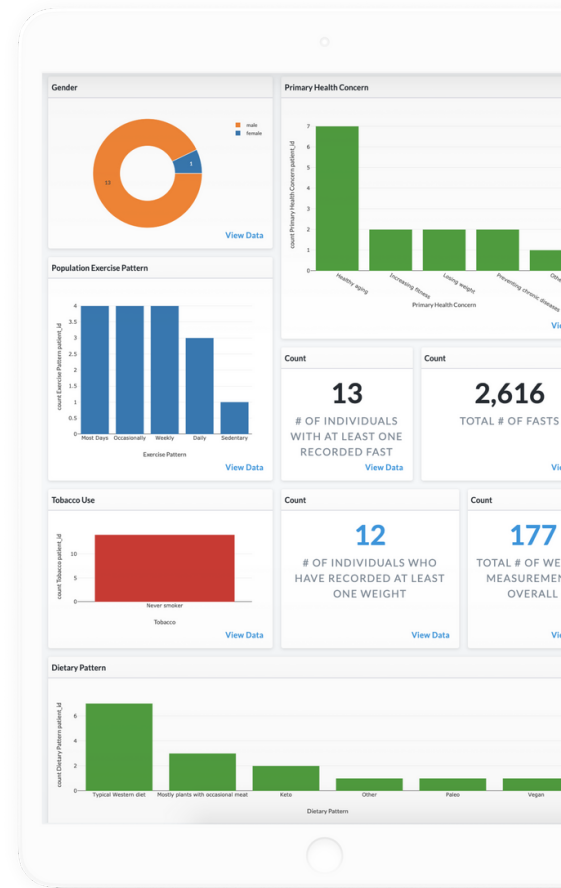 Gender
male
female
1
13
View Data
Primary Health Concern
count Primary Health Concern patient_id
7
6
5
4
3
2
1
0
Healthy aging
Increasing fitness
Losing weight
Preventing chronic diseases
Primary Health Concern
Population Exercise Pattern
count Exercise Pattern patient_id
4
3.5
3
2.5
2
1.5
1
0.5
0
Most Days Occasionally Weekly Daily Sedentary
Exercise Pattern
View Data
Count
13
# OF INDIVIDUALS
WITH AT LEAST ONE
RECORDED FAST
View Data
Count
2,616
TOTAL # OF FASTS
Tobacco Use
count Tobacco patient_id
10
5
0
Never smoker
Tobacco
View Data
Count
12
# OF INDIVIDUALS WHO
HAVE RECORDED AT LEAST
ONE WEIGHT
View Data
Count
177
TOTAL # OF WE
MEASUREMEN
OVERALL
Dietary Pattern
count Dietary Pattern patient_id
6
4
2
0
Typical Western diet Mostly plants with occasional meat Keto Other Paleo Vegan
Dietary Pattern